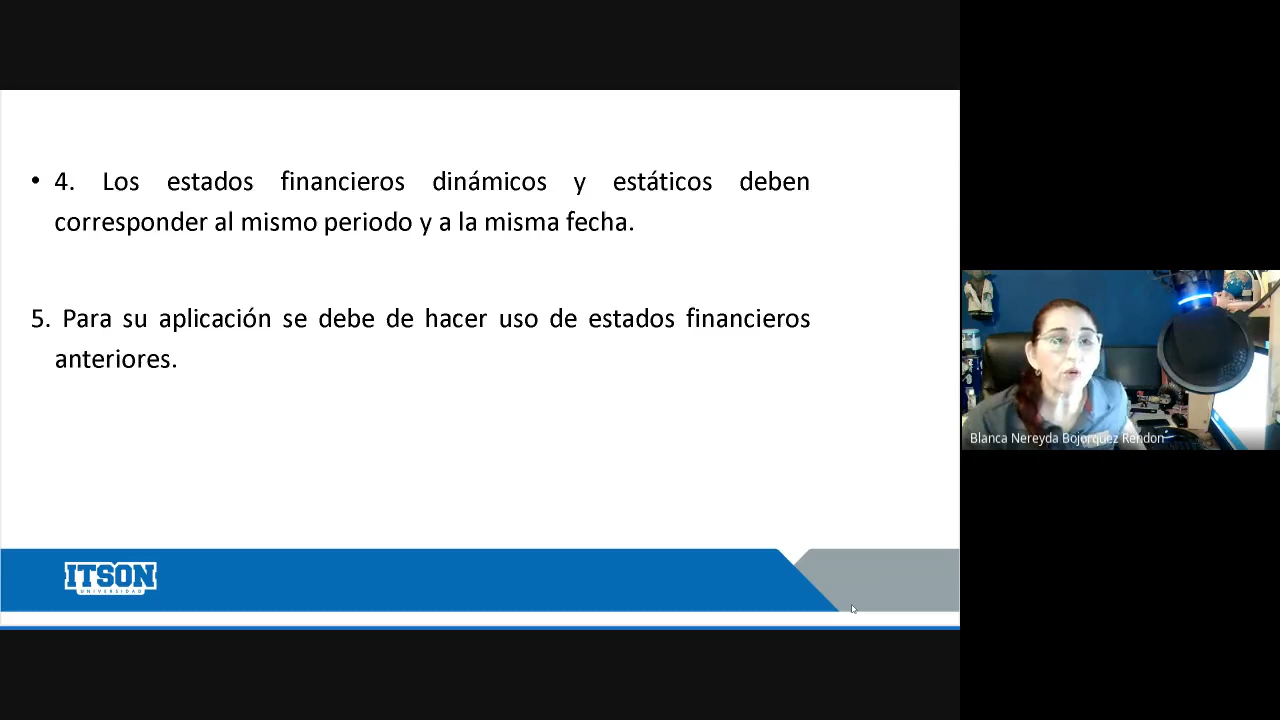 • 4. Los estados financieros dinámicos y estáticos deben
corresponder al mismo periodo y a la misma fecha.
5. Para su aplicación se debe de hacer uso de estados financieros
anteriores.
ITSON
UNIVERSIDAD
Blanca Nereyda Bojorquez Rendon